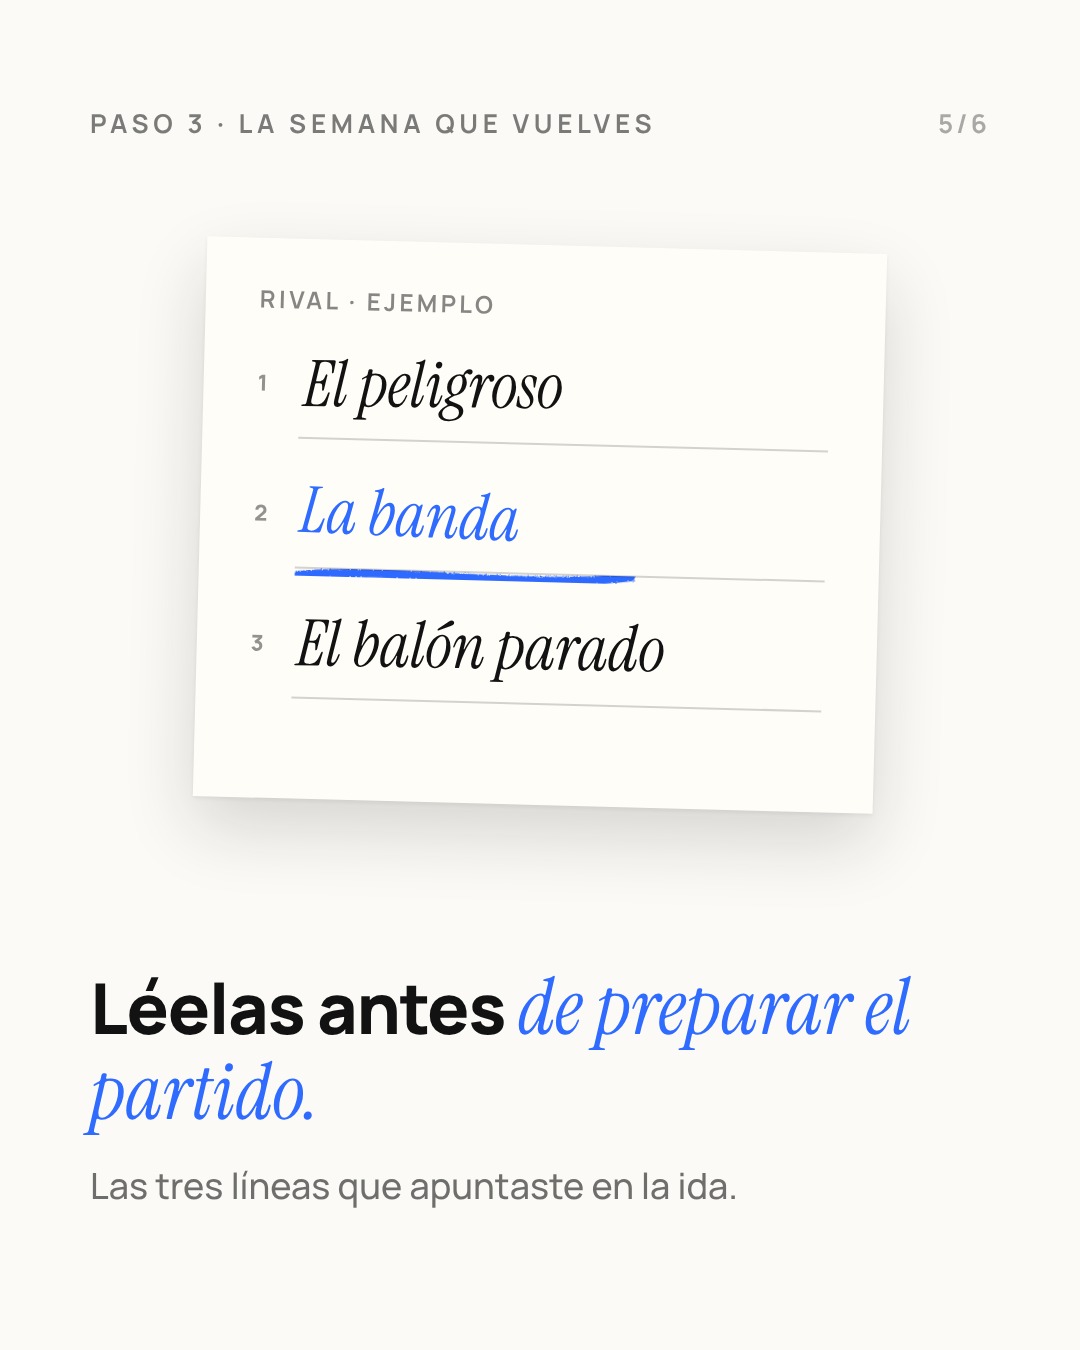 PASO 3 · LA SEMANA QUE VUELVES
5/6
RIVAL · EJEMPLO
1 El peligroso
2 La banda
3 El balón parado
Léelas antes de preparar el
partido.
Las tres líneas que apuntaste en la ida.